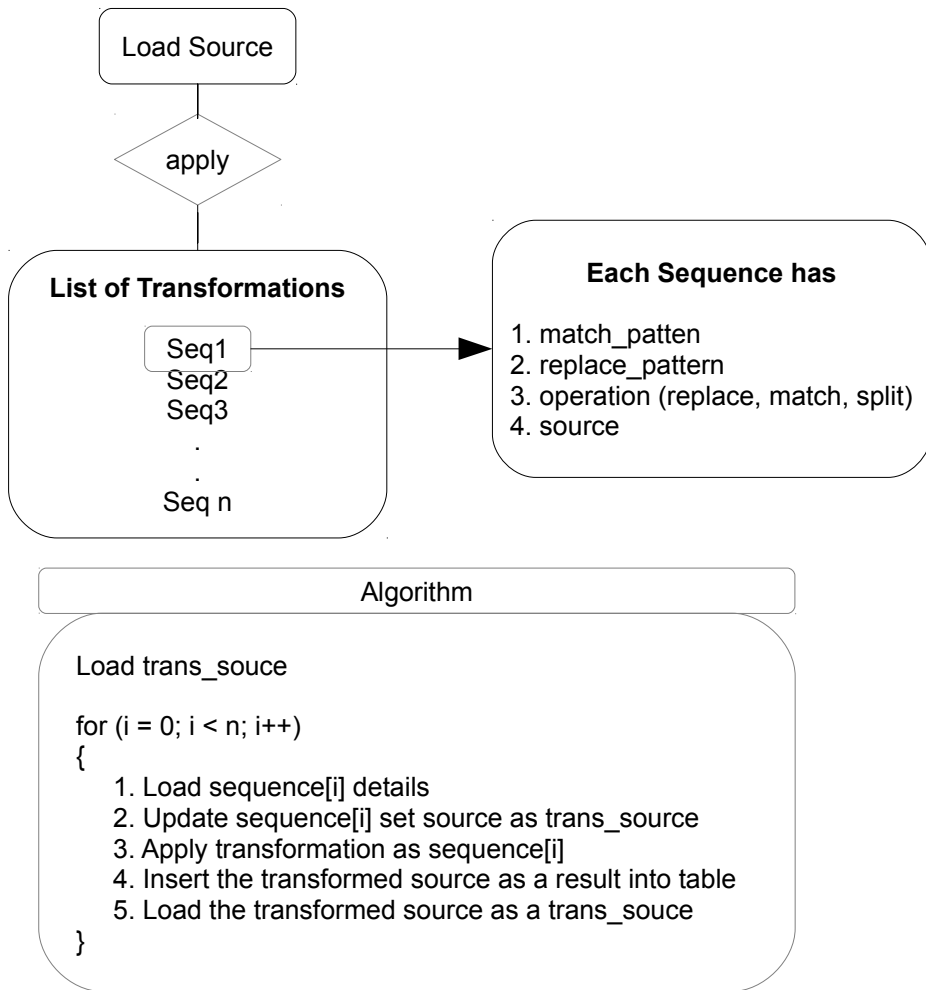 Load Source
apply
List of Transformations
Seq1
Seq2
Seq3
.
.
Seq n
Each Sequence has
1. match_patten
2. replace_pattern
3. operation (replace, match, split)
4. source
Algorithm
Load trans_souce
for (i = 0; i < n; i++)
{
1. Load sequence[i] details
2. Update sequence[i] set source as trans_source
3. Apply transformation as sequence[i]
4. Insert the transformed source as a result into table
5. Load the transformed source as a trans_souce
}